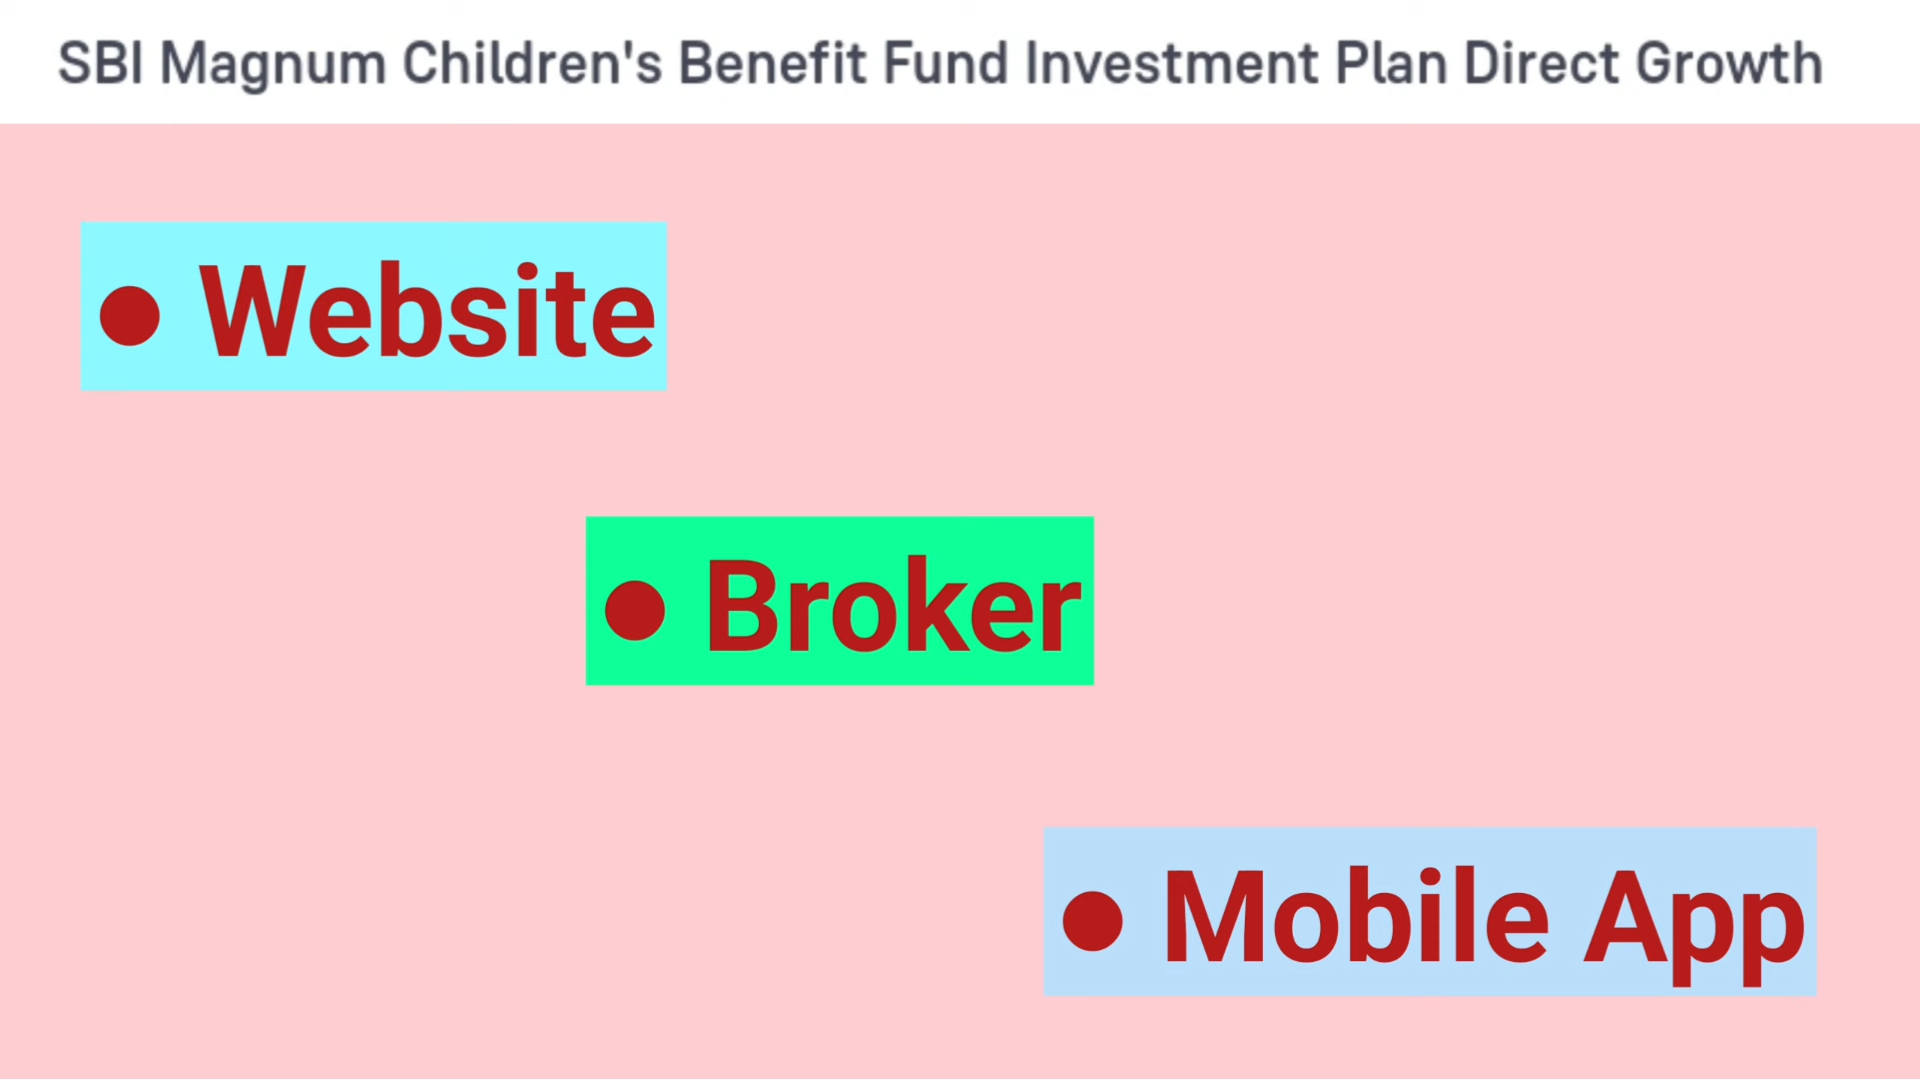 SBI Magnum Children's Benefit Fund Investment Plan Direct Growth
● Website
● Broker
● Mobile App